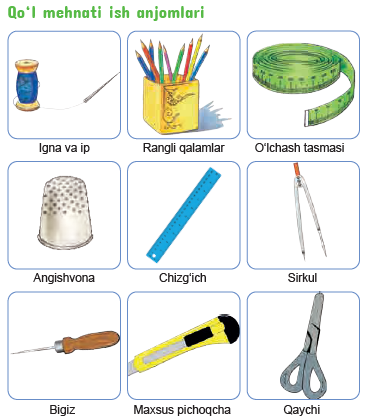 Qo‘l mehnati ish anjomlari
Igna va ip
Rangli qalamlar
O‘lchash tasmasi
Angishvona
Chizg‘ich
Sirkul
Bigiz
Maxsus pichoqcha
Qaychi